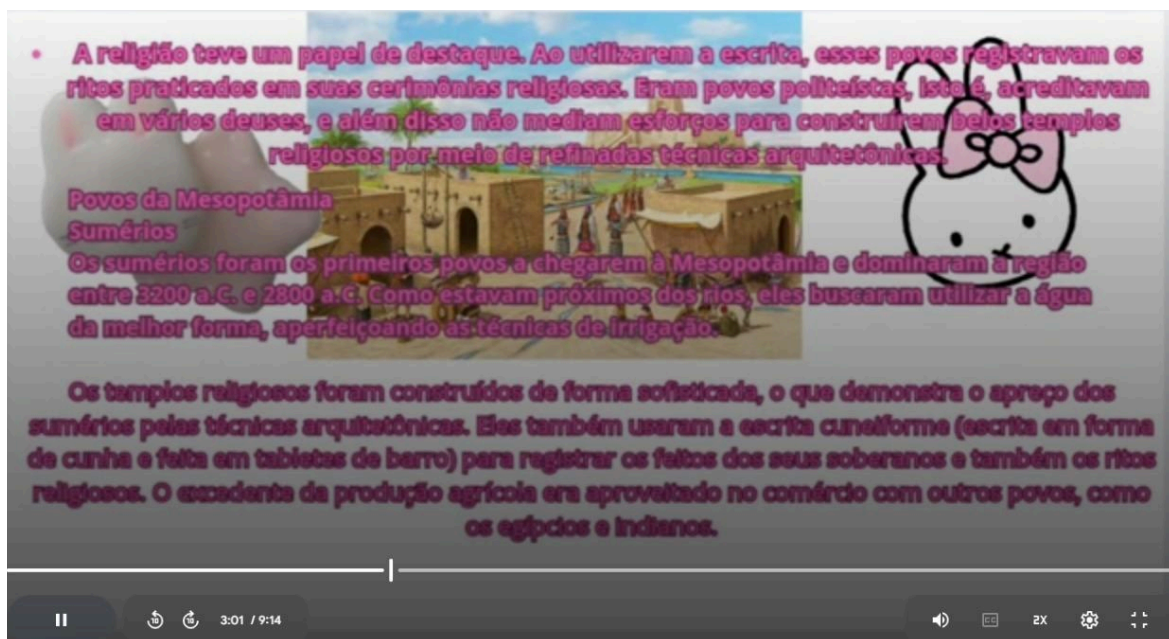 • A religião teve um papel de destaque. Ao utilizarem a escrita, esses povos registravam os
ritos praticados em suas cerimônias religiosas. Eram povos politeístas, isto é, acreditavam
em vários deuses, e além disso não mediam esforços para construírem belos templos
religiosos por meio de refinadas técnicas arquitetônicas.
Povos da Mesopotâmia
Sumérios
Os sumérios foram os primeiros povos a chegarem à Mesopotâmia e dominaram a região
entre 3200 a.C. e 2800 a.C. Como estavam próximos dos rios, eles buscaram utilizar a água
da melhor forma, aperfeiçoando as técnicas de irrigação.
Os templos religiosos foram construídos de forma sofisticada, o que demonstra o apreço dos
sumérios pelas técnicas arquitetônicas. Eles também usaram a escrita cuneiforme (escrita em forma
de cunha e feita em tabletes de barro) para registrar os feitos dos seus soberanos e também os ritos
religiosos. O excedente da produção agrícola era aproveitado no comércio com outros povos, como
os egípcios e indianos.
10 10 3:01 / 9:14 CC 2X